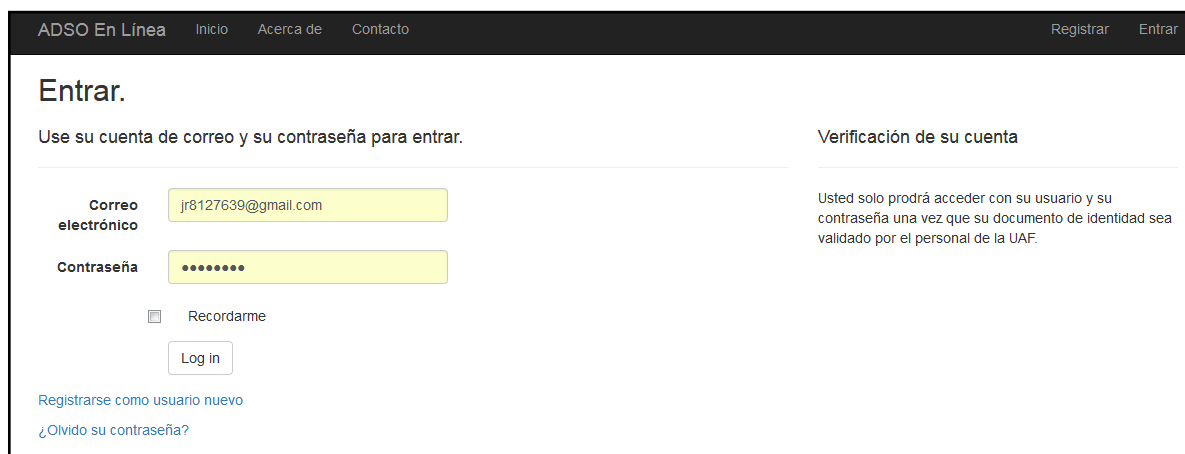 ADSO En Línea Inicio Acerca de Contacto Registrar Entrar
Entrar.
Use su cuenta de correo y su contraseña para entrar.
Correo
electrónico
jr8127639@gmail.com
Contraseña
••••••••
Recordarme
Log in
Registrarse como usuario nuevo
¿Olvido su contraseña?
Verificación de su cuenta
Usted solo prodrá acceder con su usuario y su
contraseña una vez que su documento de identidad sea
validado por el personal de la UAF.